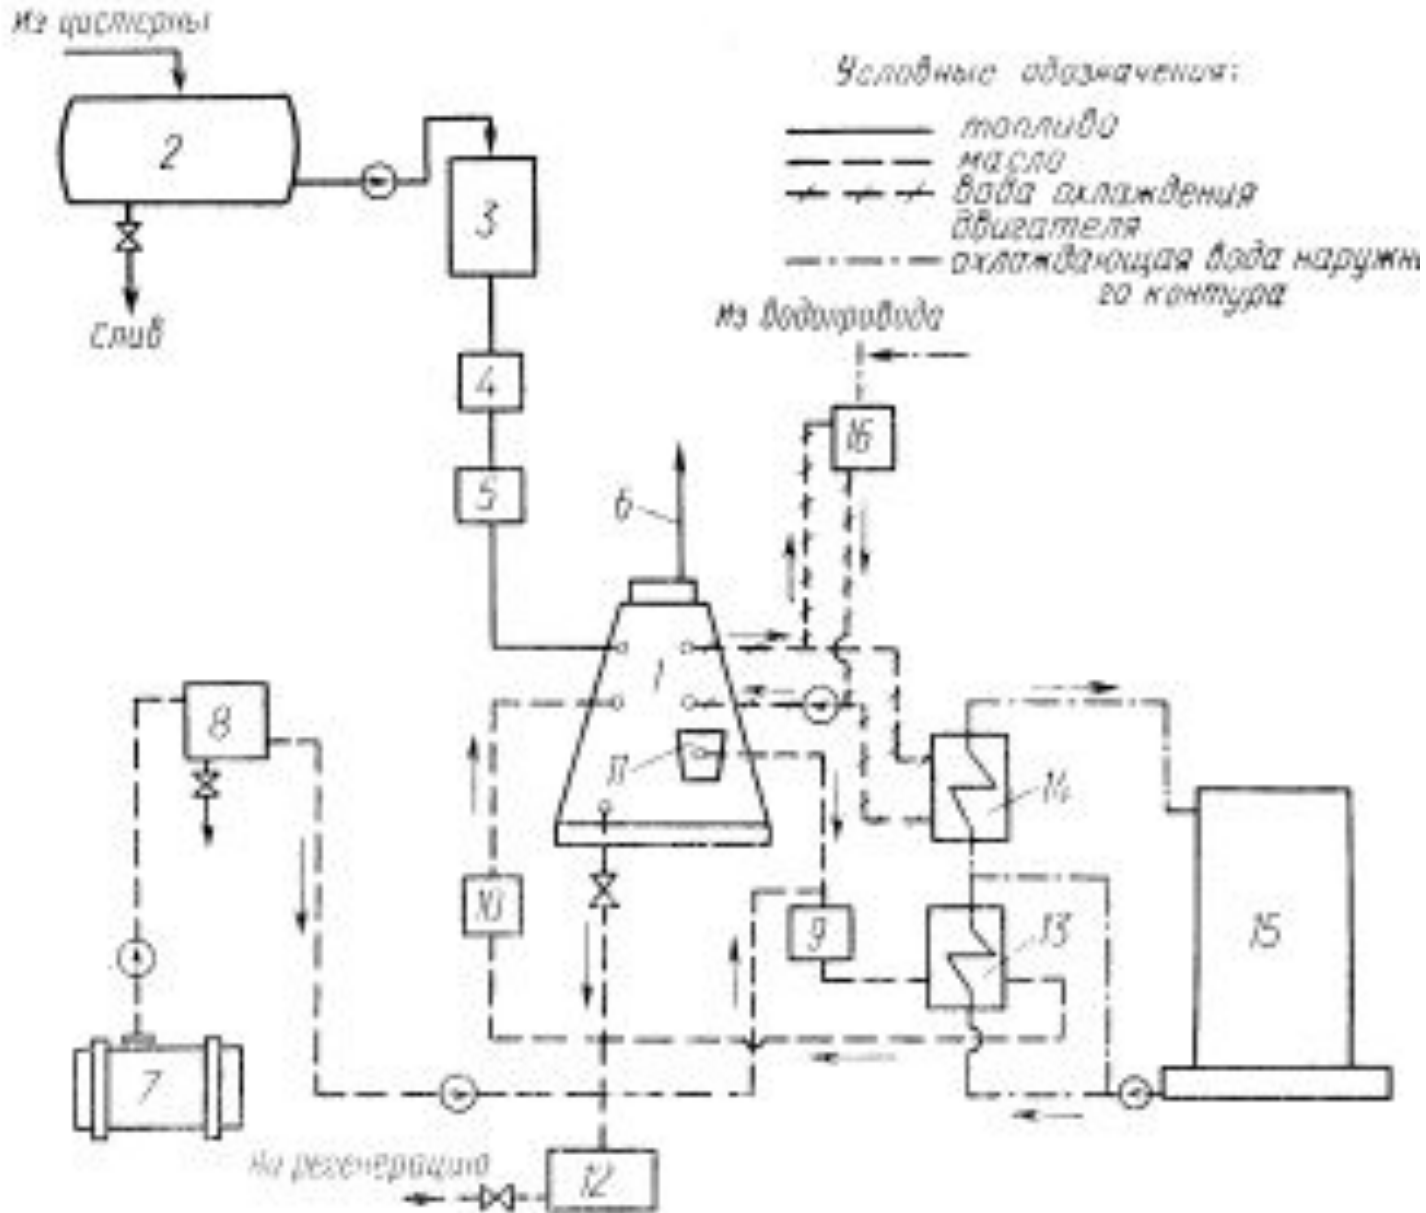 Из цистерны
Условные обозначения:
топливо
масло
вода охлаждения
двигателя
охлаждающая вода наружн
го контура
Из водопровода
2
3
Слив
4
16
5
6
1
8
11
14
10
9
13
15
7
На регенерацию
12